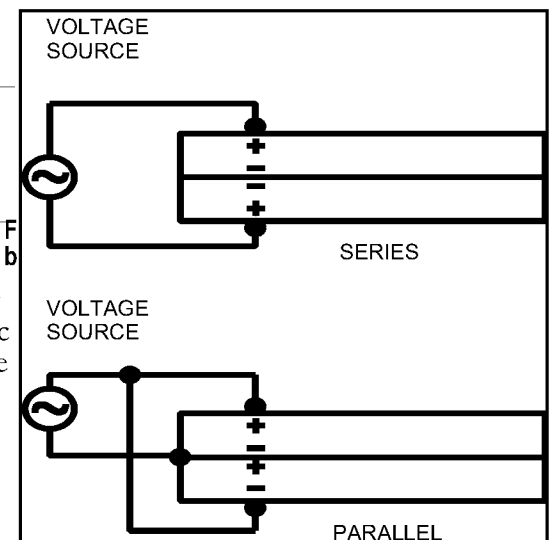 VOLTAGE
SOURCE
+
−
−
+
SERIES
F
b
c
e
VOLTAGE
SOURCE
+
−
+
−
PARALLEL